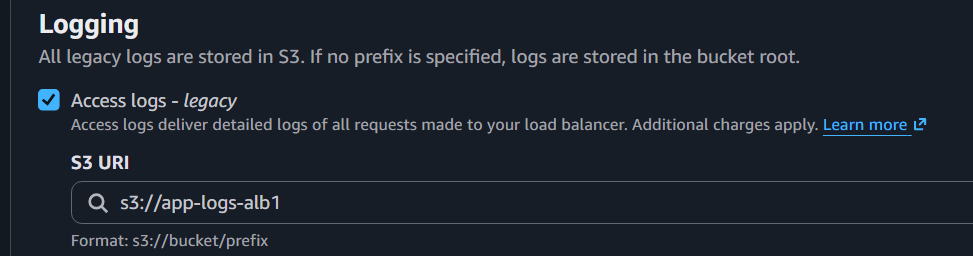 Logging
All legacy logs are stored in S3. If no prefix is specified, logs are stored in the bucket root.
Access logs - legacy
Access logs deliver detailed logs of all requests made to your load balancer. Additional charges apply. Learn more
S3 URI
s3://app-logs-alb1
Format: s3://bucket/prefix